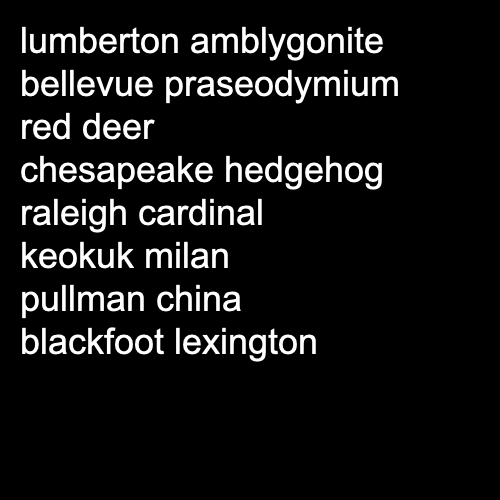 lumberton amblygonite
bellevue praseodymium
red deer
chesapeake hedgehog
raleigh cardinal
keokuk milan
pullman china
blackfoot lexington